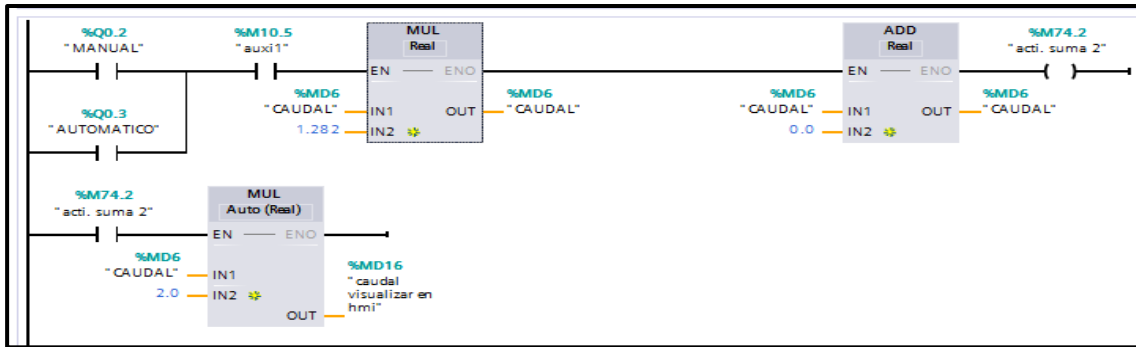 %Q0.2
"MANUAL"
%M10.5
"auxi1"
MUL
Real
EN
ENO
%MD6
"CAUDAL"
IN1
1.282
IN2
OUT
%MD6
"CAUDAL"
ADD
Real
EN
ENO
%MD6
"CAUDAL"
IN1
0.0
IN2
OUT
%MD6
"CAUDAL"
%M74.2
"acti. suma 2"
%Q0.3
"AUTOMATICO"
%M74.2
"acti. suma 2"
MUL
Auto (Real)
EN
ENO
%MD6
"CAUDAL"
IN1
2.0
IN2
OUT
%MD16
"caudal
visualizar en
hmi"